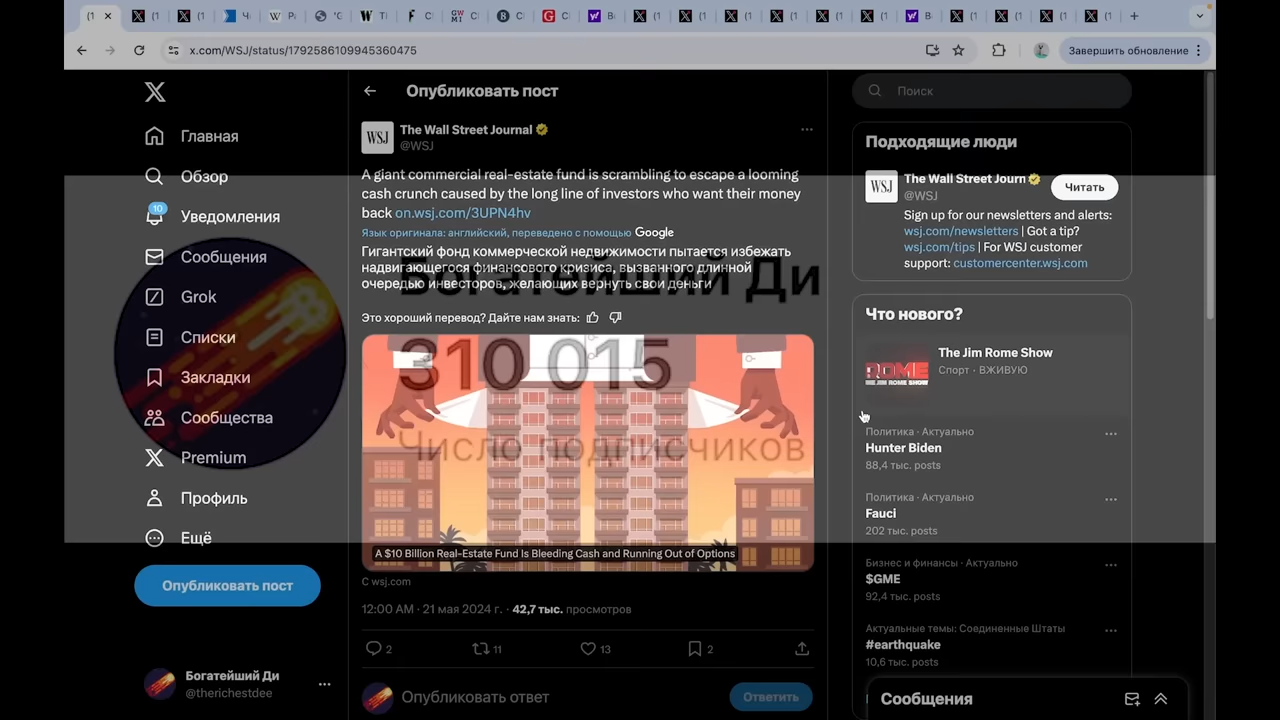 x.com/WSJ/status/1792586109945360475
Завершить обновление
Опубликовать пост
Поиск
Главная
Обзор
10
Уведомления
Сообщения
Grok
Списки
Закладки
Сообщества
Premium
Профиль
Ещё
Опубликовать пост
Богатейший Ди
@therichestdee
WSJ
The Wall Street Journal
@WSJ
A giant commercial real-estate fund is scrambling to escape a looming
cash crunch caused by the long line of investors who want their money
back on.wsj.com/3UPN4hv
Язык оригинала: английский, переведено с помощью Google
Гигантский фонд коммерческой недвижимости пытается избежать
надвигающегося финансового кризиса, вызванного длинной
очередью инвесторов, желающих вернуть свои деньги
Это хороший перевод? Дайте нам знать:
Богатейший Ди
310 015
Число подписчиков
A $10 Billion Real-Estate Fund Is Bleeding Cash and Running Out of Options
С wsj.com
12:00 AM · 21 мая 2024 г. · 42,7 тыс. просмотров
2
11
13
2
Опубликовать ответ
Ответить
Подходящие люди
WSJ
The Wall Street Journ
@WSJ
Читать
Sign up for our newsletters and alerts:
wsj.com/newsletters | Got a tip?
wsj.com/tips | For WSJ customer
support: customercenter.wsj.com
Что нового?
ROME
THE JIM ROME SHOW
The Jim Rome Show
Спорт · ВЖИВУЮ
Политика · Актуально
Hunter Biden
88,4 тыс. posts
Политика · Актуально
Fauci
202 тыс. posts
Бизнес и финансы · Актуально
$GME
92,4 тыс. posts
Актуальные темы: Соединенные Штаты
#earthquake
10,6 тыс. posts
Сообщения